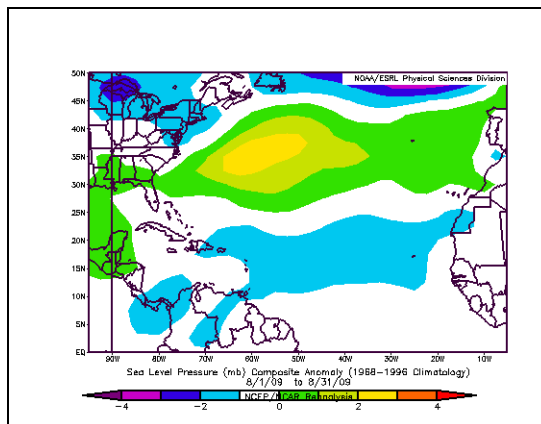 NOAA/ESRL Physical Sciences Division
50N
45N
40N
35N
30N
25N
20N
15N
10N
5N
EQ
90W 80W 70W 60W 50W 40W 30W 20W 10W
Sea Level Pressure (mb) Composite Anomaly (1968-1996 Climatology)
8/1/09 to 8/31/09
NCEP/NCAR Reanalysis
-4 -2 0 2 4